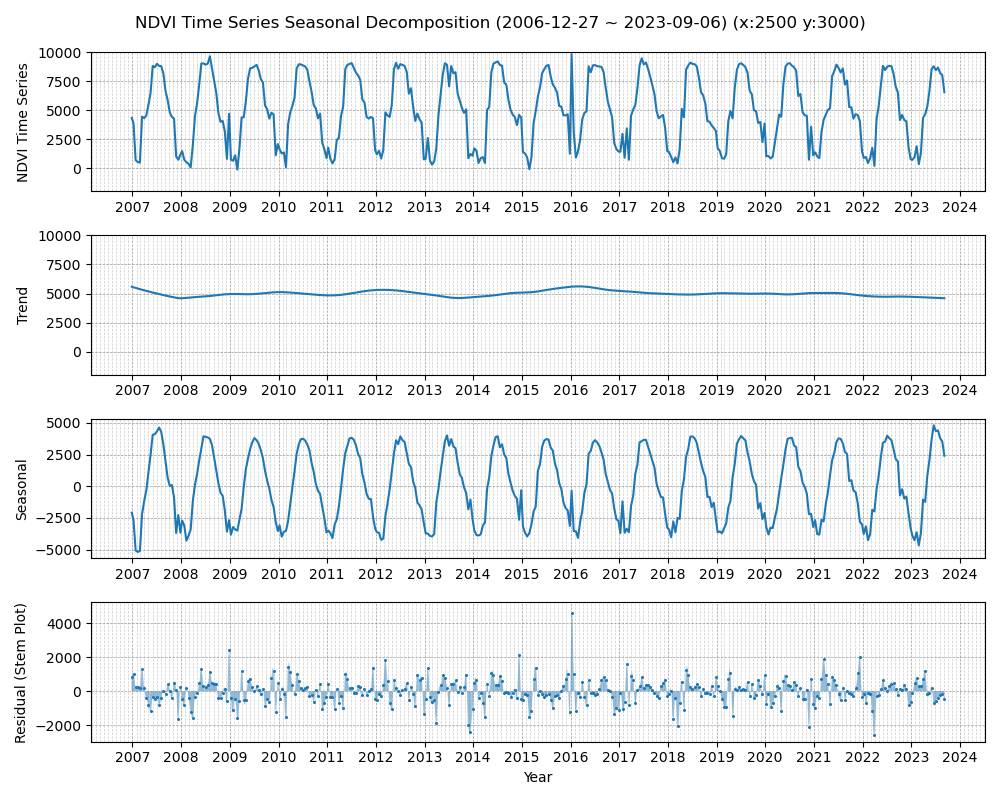 NDVI Time Series Seasonal Decomposition (2006-12-27 ~ 2023-09-06) (x:2500 y:3000)
NDVI Time Series
10000
7500
5000
2500
0
2007 2008 2009 2010 2011 2012 2013 2014 2015 2016 2017 2018 2019 2020 2021 2022 2023 2024
Trend
10000
7500
5000
2500
0
2007 2008 2009 2010 2011 2012 2013 2014 2015 2016 2017 2018 2019 2020 2021 2022 2023 2024
Seasonal
5000
2500
0
−2500
−5000
2007 2008 2009 2010 2011 2012 2013 2014 2015 2016 2017 2018 2019 2020 2021 2022 2023 2024
Residual (Stem Plot)
4000
2000
0
−2000
2007 2008 2009 2010 2011 2012 2013 2014 2015 2016 2017 2018 2019 2020 2021 2022 2023 2024
Year